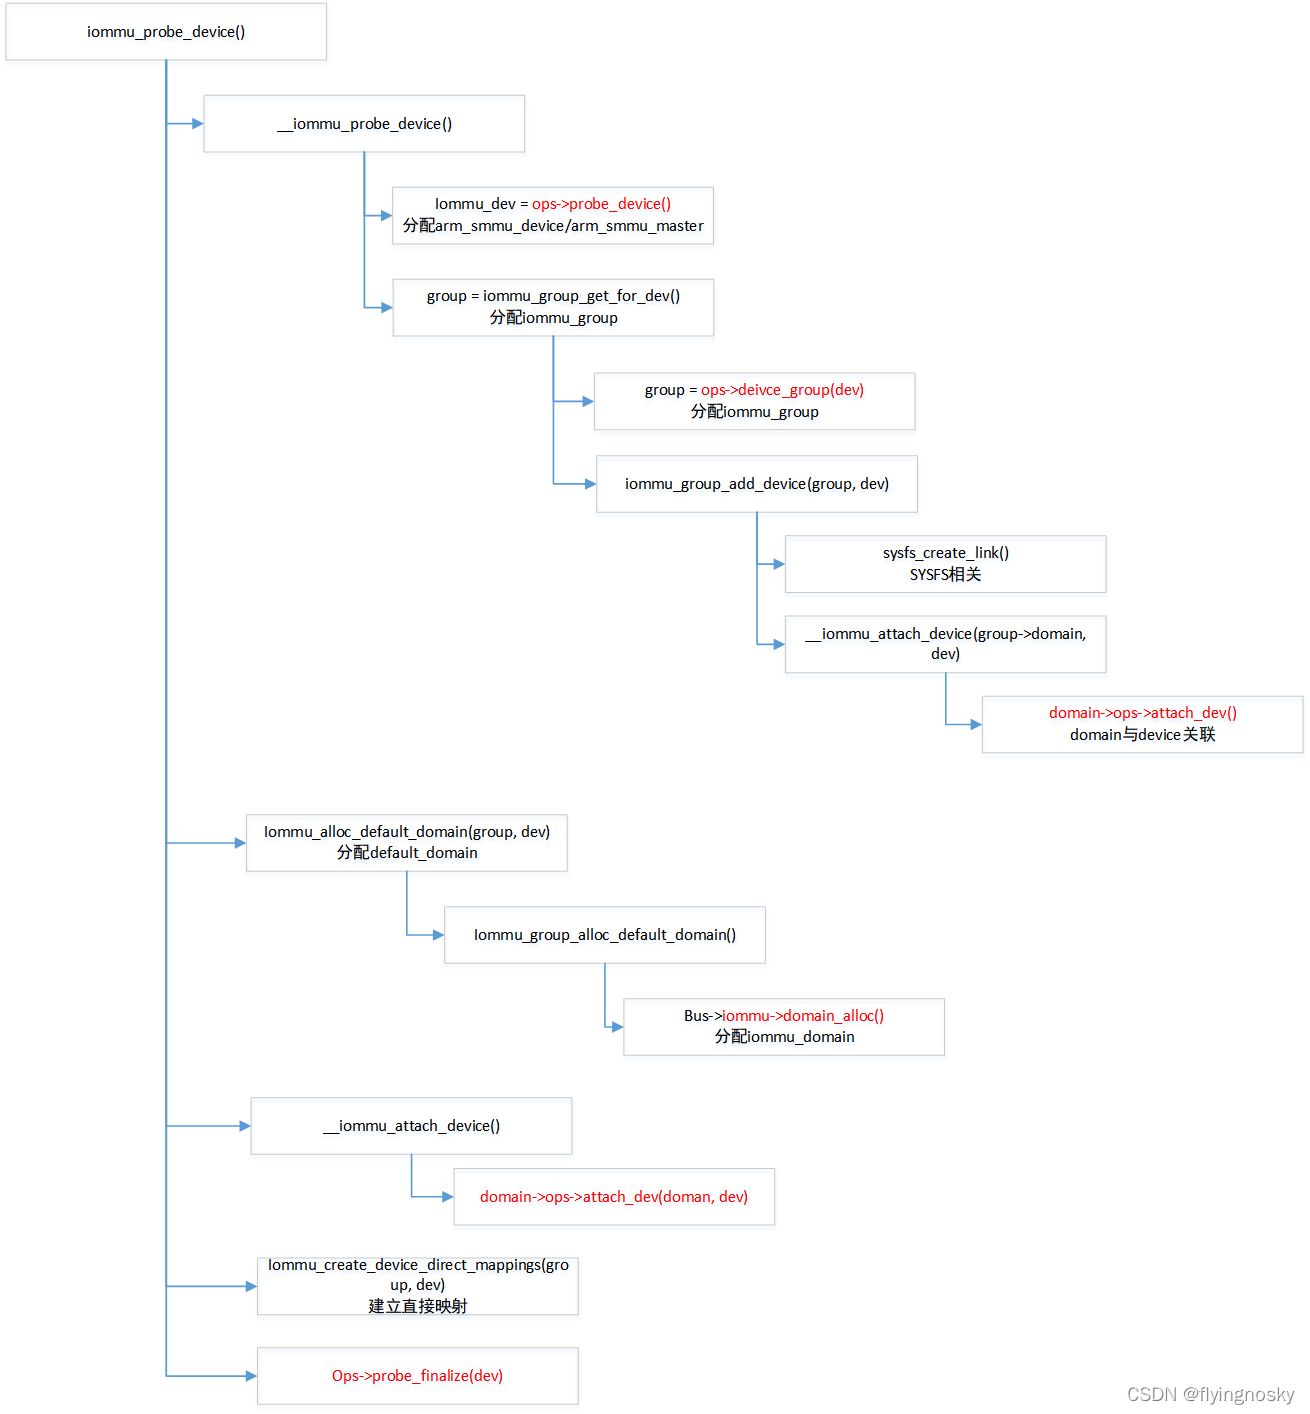 iommu_probe_device()
__iommu_probe_device()
Iommu_dev = ops->probe_device()
分配arm_smmu_device/arm_smmu_master
group = iommu_group_get_for_dev()
分配iommu_group
group = ops->deivce_group(dev)
分配iommu_group
iommu_group_add_device(group, dev)
sysfs_create_link()
SYSFS相关
__iommu_attach_device(group->domain,
dev)
domain->ops->attach_dev()
domain与device关联
Iommu_alloc_default_domain(group, dev)
分配default_domain
Iommu_group_alloc_default_domain()
Bus->iommu->domain_alloc()
分配iommu_domain
__iommu_attach_device()
domain->ops->attach_dev(doman, dev)
Iommu_create_device_direct_mappings(gro
up, dev)
建立直接映射
Ops->probe_finalize(dev)
CSDN @flyingnosky